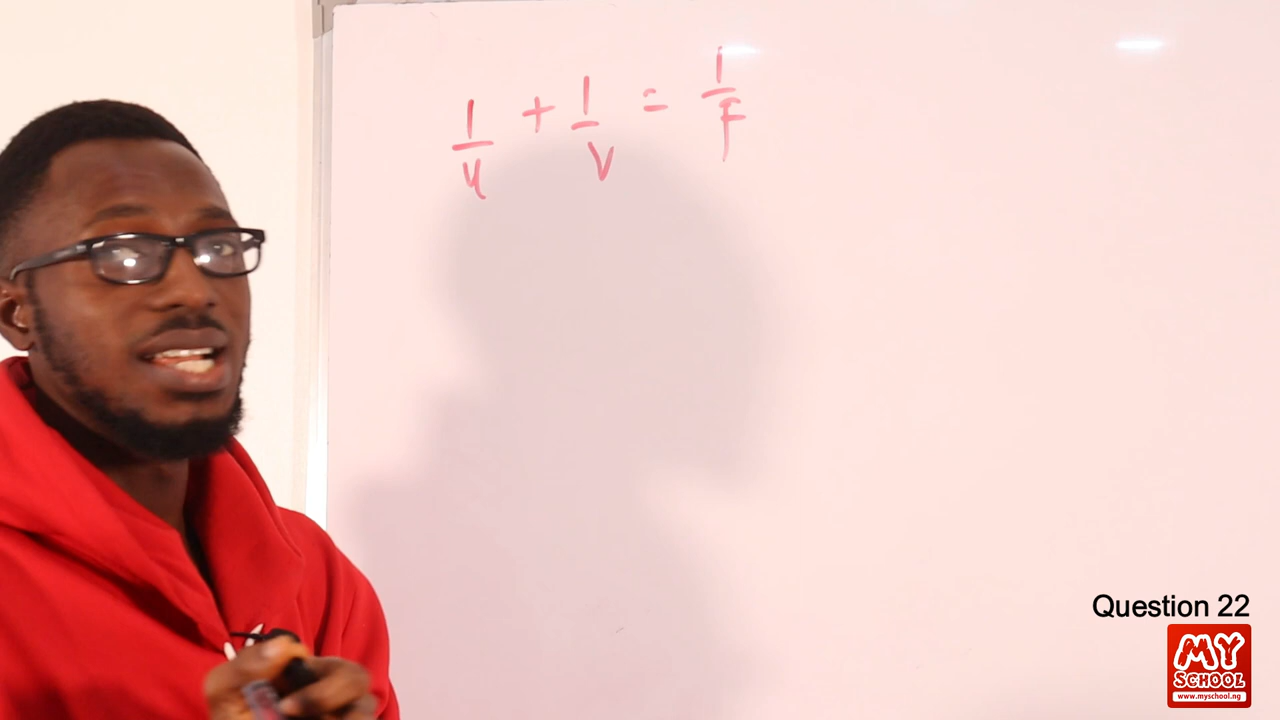 1/u + 1/v = 1/F
Question 22
MY
SCHOOL
www.myschool.ng